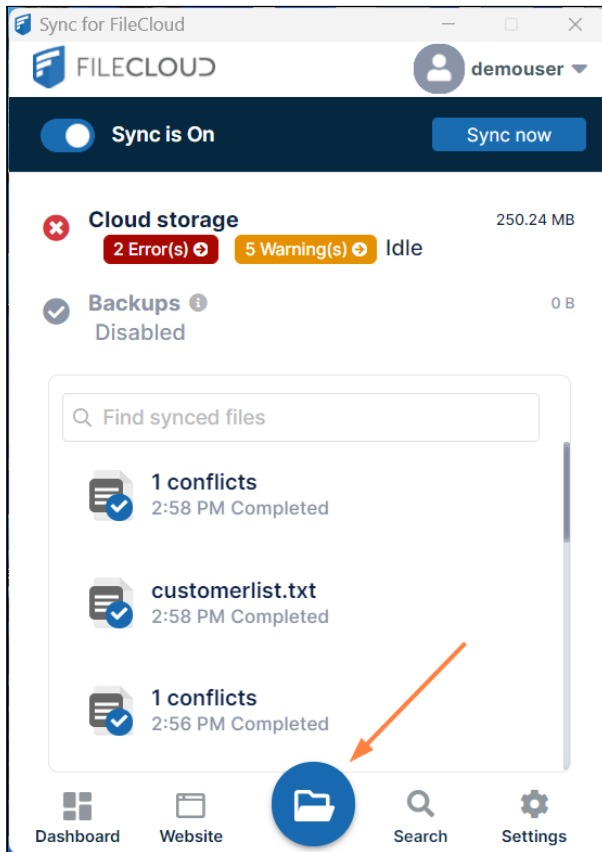 Sync for FileCloud
FILECLOUD
demouser
Sync is On
Sync now
Cloud storage
250.24 MB
2 Error(s)
5 Warning(s)
Idle
Backups
0 B
Disabled
Find synced files
1 conflicts
2:58 PM Completed
customerlist.txt
2:58 PM Completed
1 conflicts
2:56 PM Completed
Dashboard
Website
Search
Settings